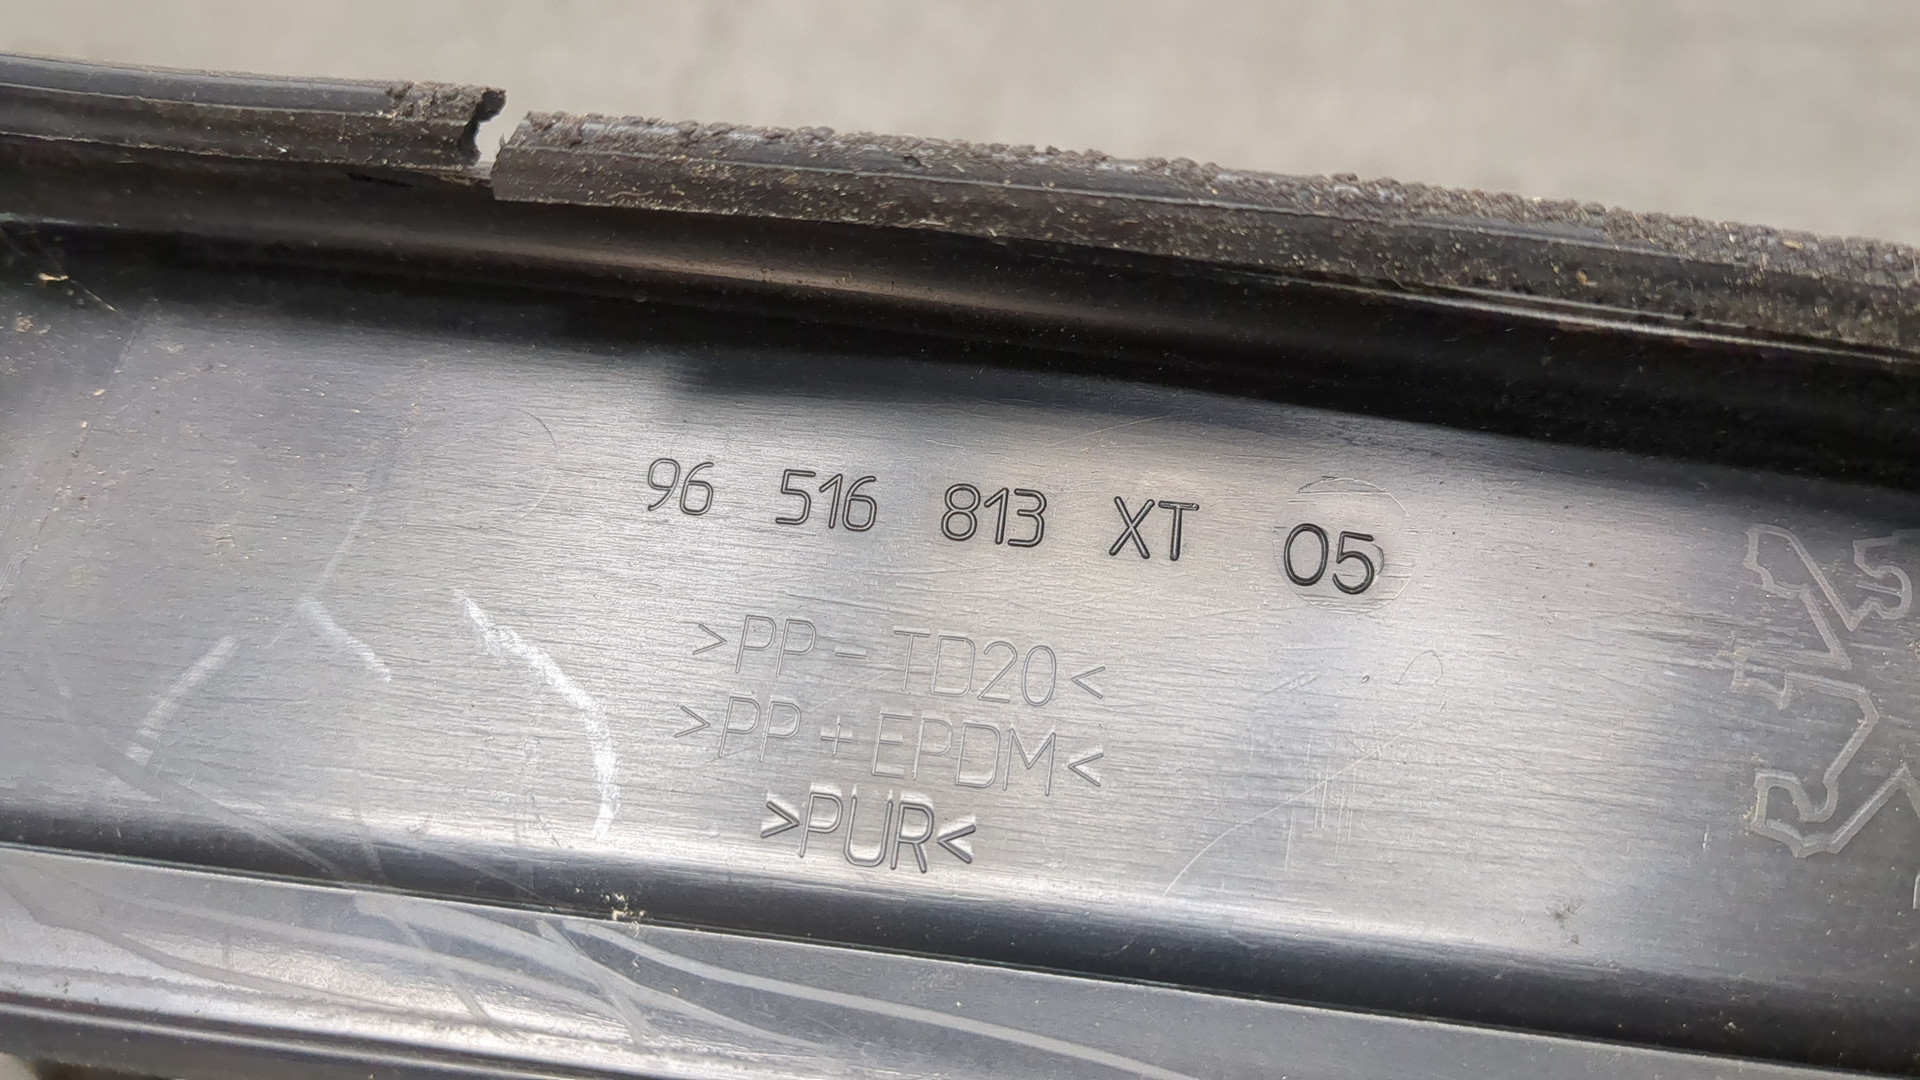 96 516 813 XT 05
>PP - TD20<
>PP + EPDM<
>PUR<